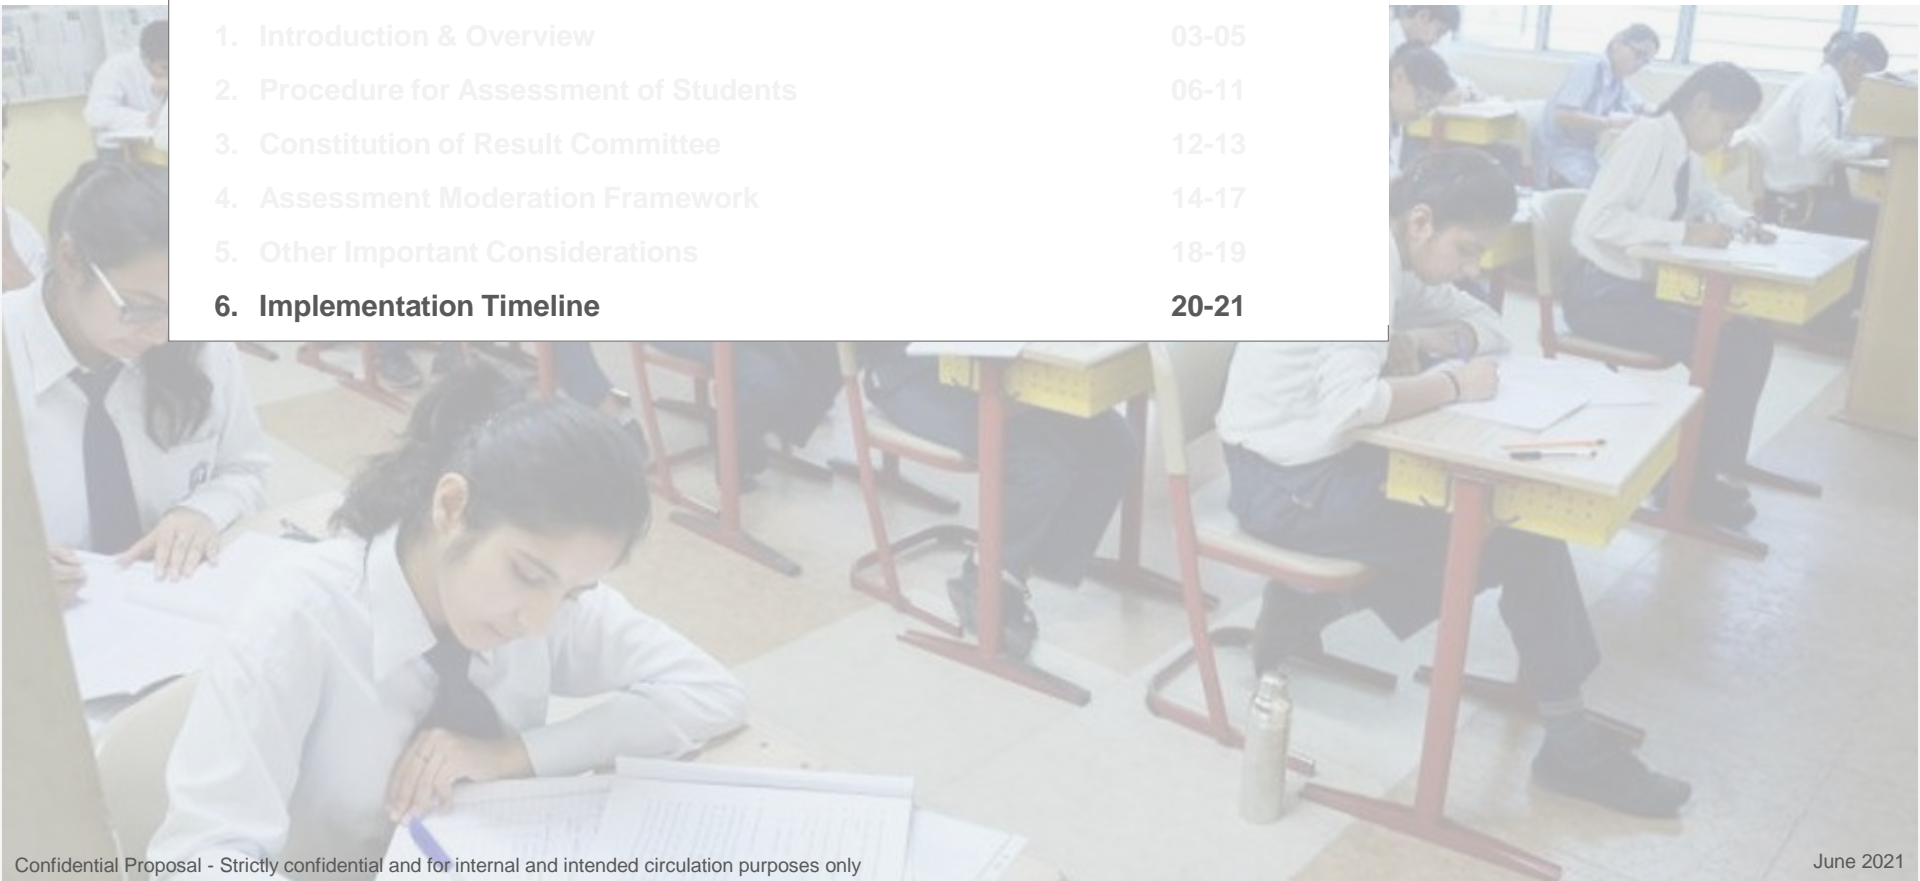 1. Introduction & Overview 03-05
2. Procedure for Assessment of Students 06-11
3. Constitution of Result Committee 12-13
4. Assessment Moderation Framework 14-17
5. Other Important Considerations 18-19
6. Implementation Timeline 20-21
Confidential Proposal - Strictly confidential and for internal and intended circulation purposes only
June 2021